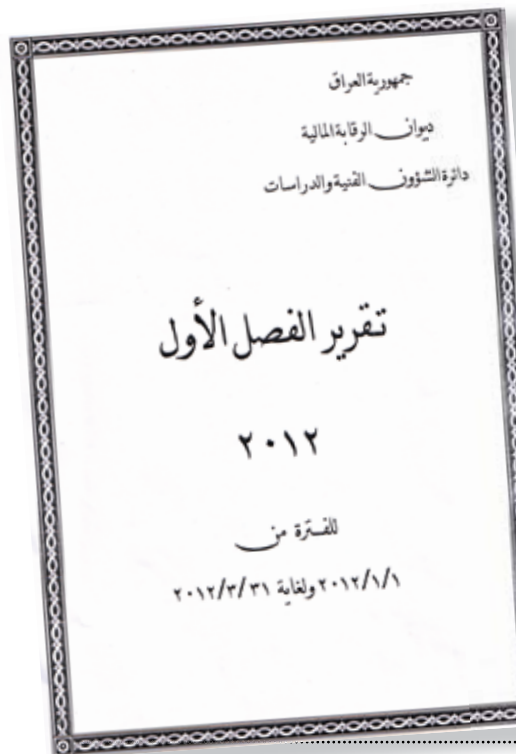 جمهورية العراق
ديوان الرقابة المالية
دائرة الشؤون الفنية والدراسات
تقرير الفصل الأول
٢٠١٢
للفترة من
٢٠١٢/١/١ ولغاية ٢٠١٢/٣/٣١